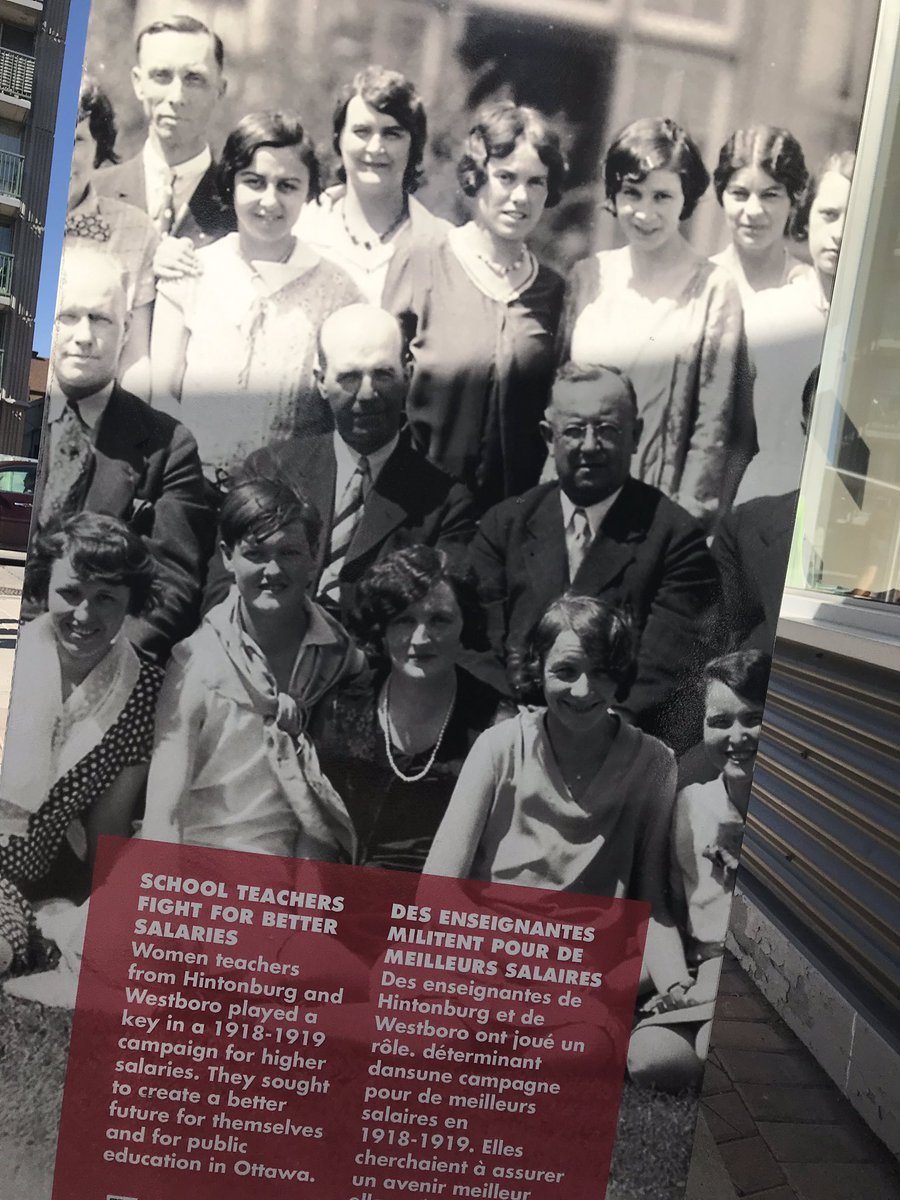 SCHOOL TEACHERS
FIGHT FOR BETTER
SALARIES
Women teachers
from Hintonburg and
Westboro played a
key in a 1918-1919
campaign for higher
salaries. They sought
to create a better
future for themselves
and for public
education in Ottawa.
DES ENSEIGNANTES
MILITENT POUR DE
MEILLEURS SALAIRES
Des enseignantes de
Hintonburg et de
Westboro ont joué un
rôle. déterminant
dansune campagne
pour de meilleurs
salaires en
1918-1919. Elles
cherchaient à assurer
un avenir meilleur